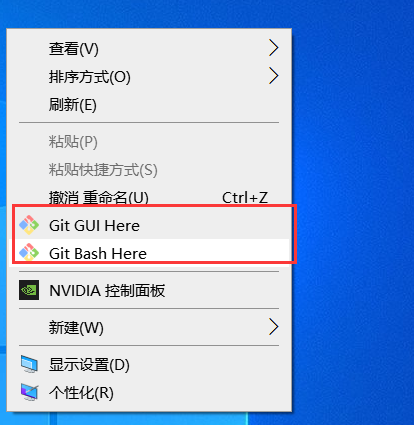 查看(V)
排序方式(O)
刷新(E)
粘贴(P)
粘贴快捷方式(S)
撤消 重命名(U) Ctrl+Z
Git GUI Here
Git Bash Here
NVIDIA 控制面板
新建(W)
显示设置(D)
个性化(R)